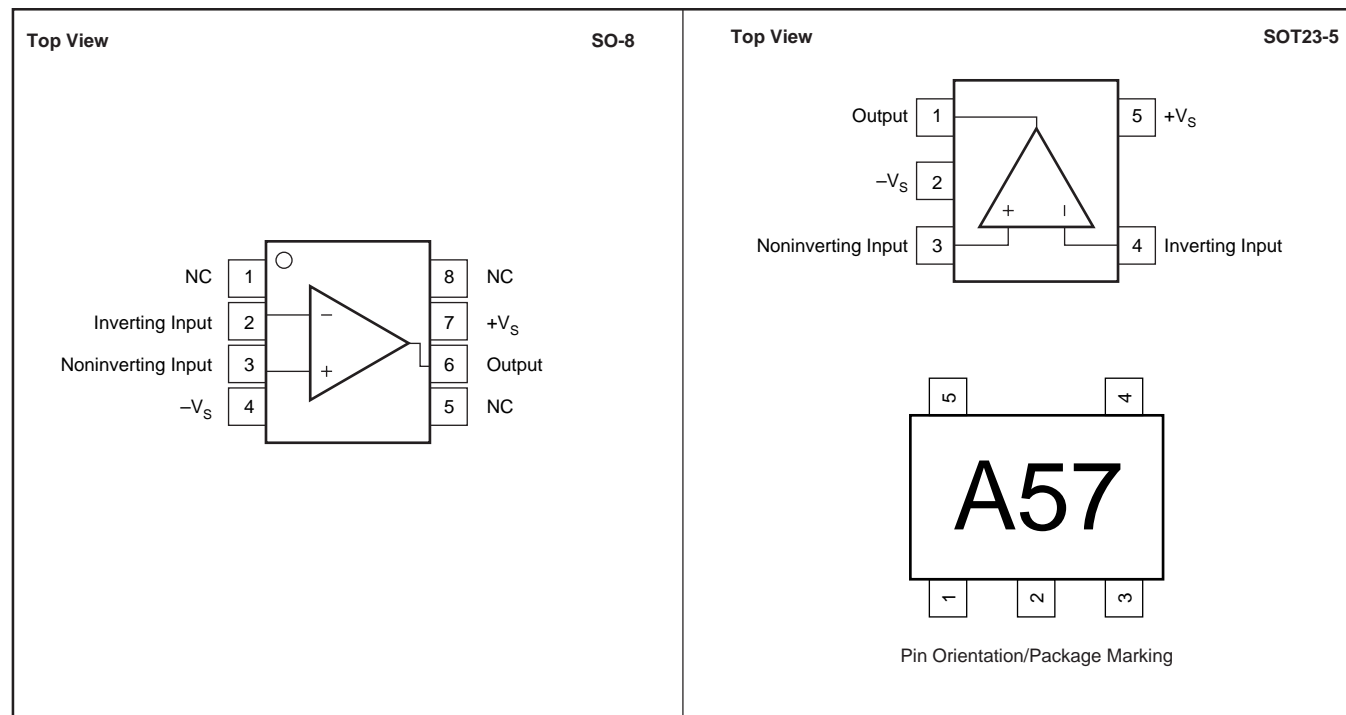 Top View SO-8
NC 1 8 NC
Inverting Input 2 − 7 +VS
Noninverting Input 3 + 6 Output
–VS 4 5 NC
Top View SOT23-5
Output 1 5 +VS
–VS 2
+ −
Noninverting Input 3 4 Inverting Input
5 4
A57
1 2 3
Pin Orientation/Package Marking